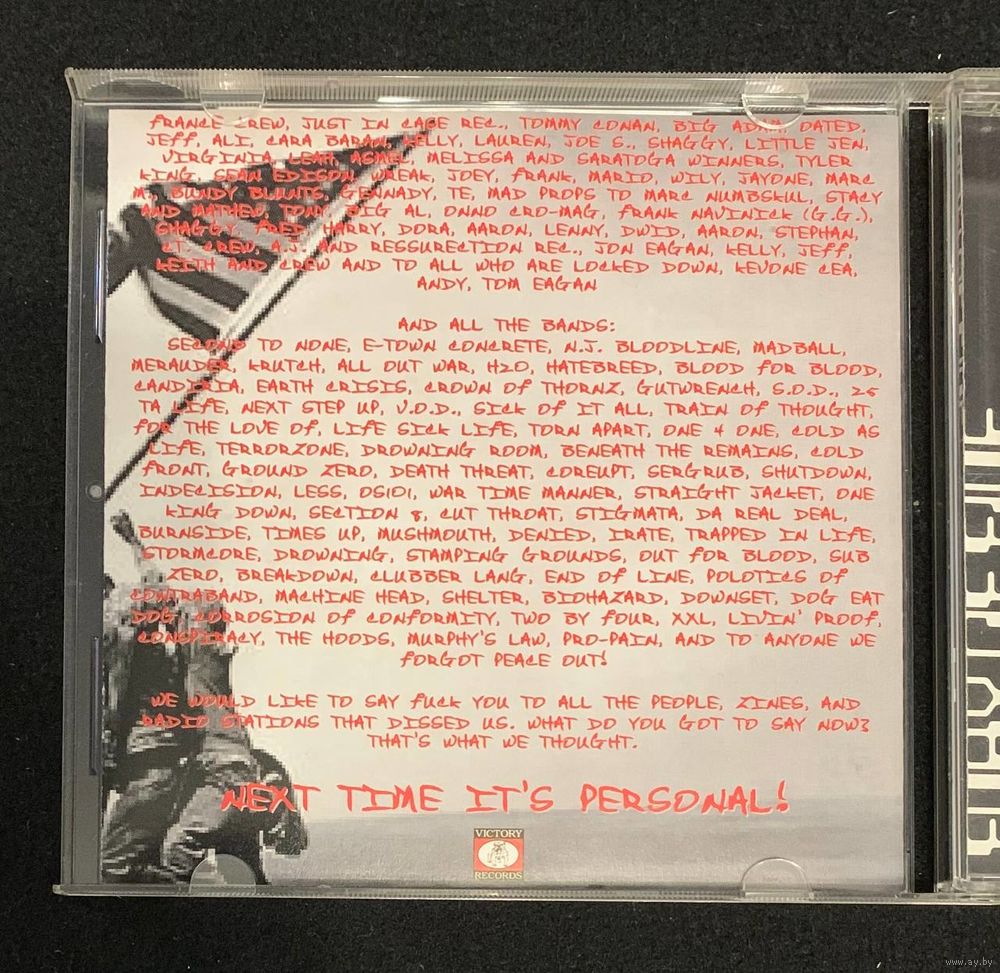 FRANCE CREW, JUST IN CASE REC., TOMMY CONAN, BIG ADAM, DATED,
JEFF, ALI, CARA BARAN, KELLY, LAUREN, JOE S., SHAGGY, LITTLE JEN,
VIRGINIA, LEAH, ASMEL, MELISSA AND SARATOGA WINNERS, TYLER
KING, SEAN EDISON, WREAK, JOEY, FRANK, MARIO, WILY, JAYONE, MARC
M., BUNDY BLUNTS, GENNADY, TE, MAD PROPS TO MARC NUMBSKUL, STACY
AND MATHEU, TONY, BIG AL, ONNO CRO-MAG, FRANK NAVINICK (G.G.),
SHAGGY, FRED, HARRY, DORA, AARON, LENNY, DWID, AARON, STEPHAN,
CT. CREW, A.J. AND RESSURECTION REC., JON EAGAN, KELLY, JEFF,
KEITH AND CREW AND TO ALL WHO ARE LOCKED DOWN, KEVONE CEA,
ANDY, TOM EAGAN
AND ALL THE BANDS:
SECOND TO NONE, E-TOWN CONCRETE, N.J. BLOODLINE, MADBALL,
MERAUDER, KRUTCH, ALL OUT WAR, H2O, HATEBREED, BLOOD FOR BLOOD,
CANDIRIA, EARTH CRISIS, CROWN OF THORNZ, GUTWRENCH, S.O.D., 25
TA LIFE, NEXT STEP UP, V.O.D., SICK OF IT ALL, TRAIN OF THOUGHT,
FOR THE LOVE OF, LIFE SICK LIFE, TORN APART, ONE 4 ONE, COLD AS
LIFE, TERRORZONE, DROWNING ROOM, BENEATH THE REMAINS, COLD
FRONT, GROUND ZERO, DEATH THREAT, COREUPT, SERGRUB, SHUTDOWN,
INDECISION, LESS, OS101, WAR TIME MANNER, STRAIGHT JACKET, ONE
KING DOWN, SECTION 8, CUT THROAT, STIGMATA, DA REAL DEAL,
BURNSIDE, TIMES UP, MUSHMOUTH, DENIED, IRATE, TRAPPED IN LIFE,
STORMCORE, DROWNING, STAMPING GROUNDS, OUT FOR BLOOD, SUB
ZERO, BREAKDOWN, CLUBBER LANG, END OF LINE, POLOTICS OF
CONTRABAND, MACHINE HEAD, SHELTER, BIOHAZARD, DOWNSET, DOG EAT
DOG, CORROSION OF CONFORMITY, TWO BY FOUR, XXL, LIVIN' PROOF,
CONSPIRACY, THE HOODS, MURPHY'S LAW, PRO-PAIN, AND TO ANYONE WE
FORGOT PEACE OUT!
WE WOULD LIKE TO SAY FUCK YOU TO ALL THE PEOPLE, ZINES, AND
RADIO STATIONS THAT DISSED US. WHAT DO YOU GOT TO SAY NOW?
THAT'S WHAT WE THOUGHT.
NEXT TIME IT'S PERSONAL!
VICTORY
RECORDS
www.ay.by